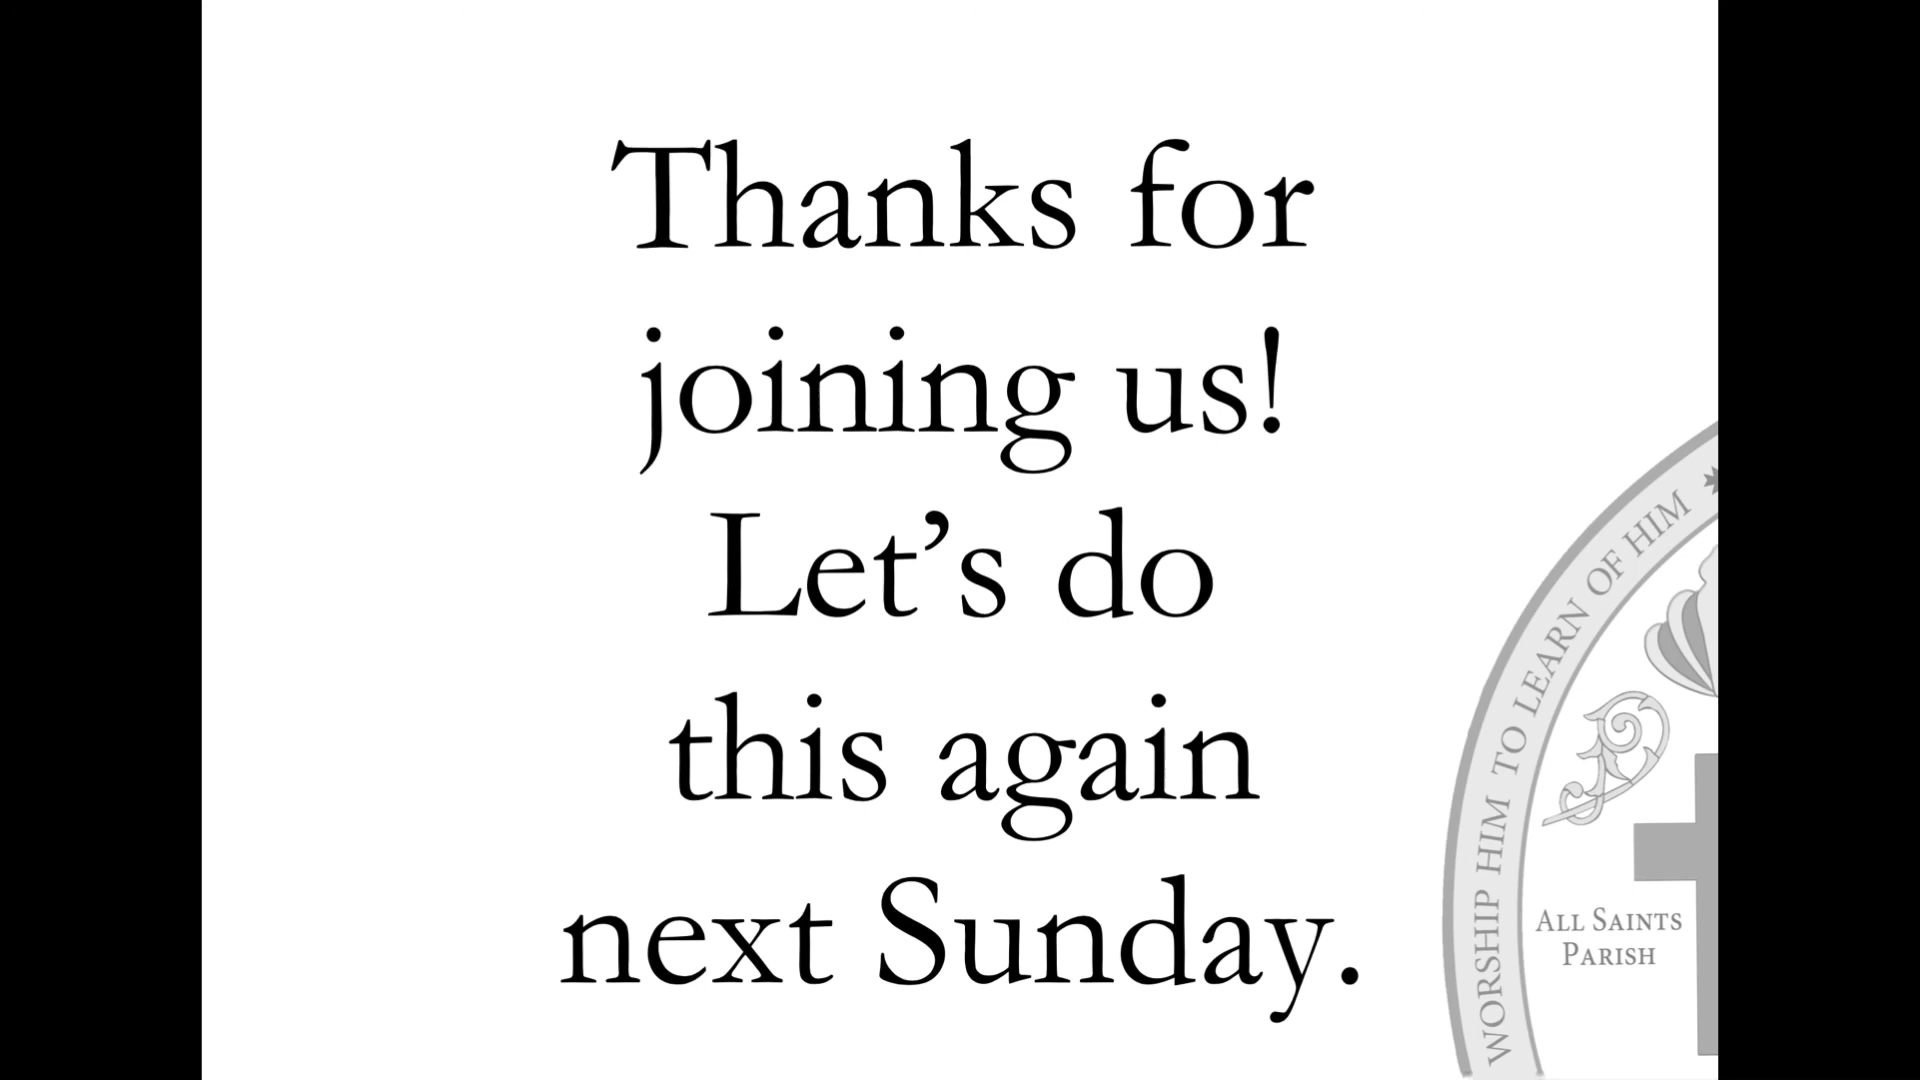 Thanks for
joining us!
Let’s do
this again
next Sunday.
WORSHIP HIM TO LEARN OF HIM
ALL SAINTS
PARISH